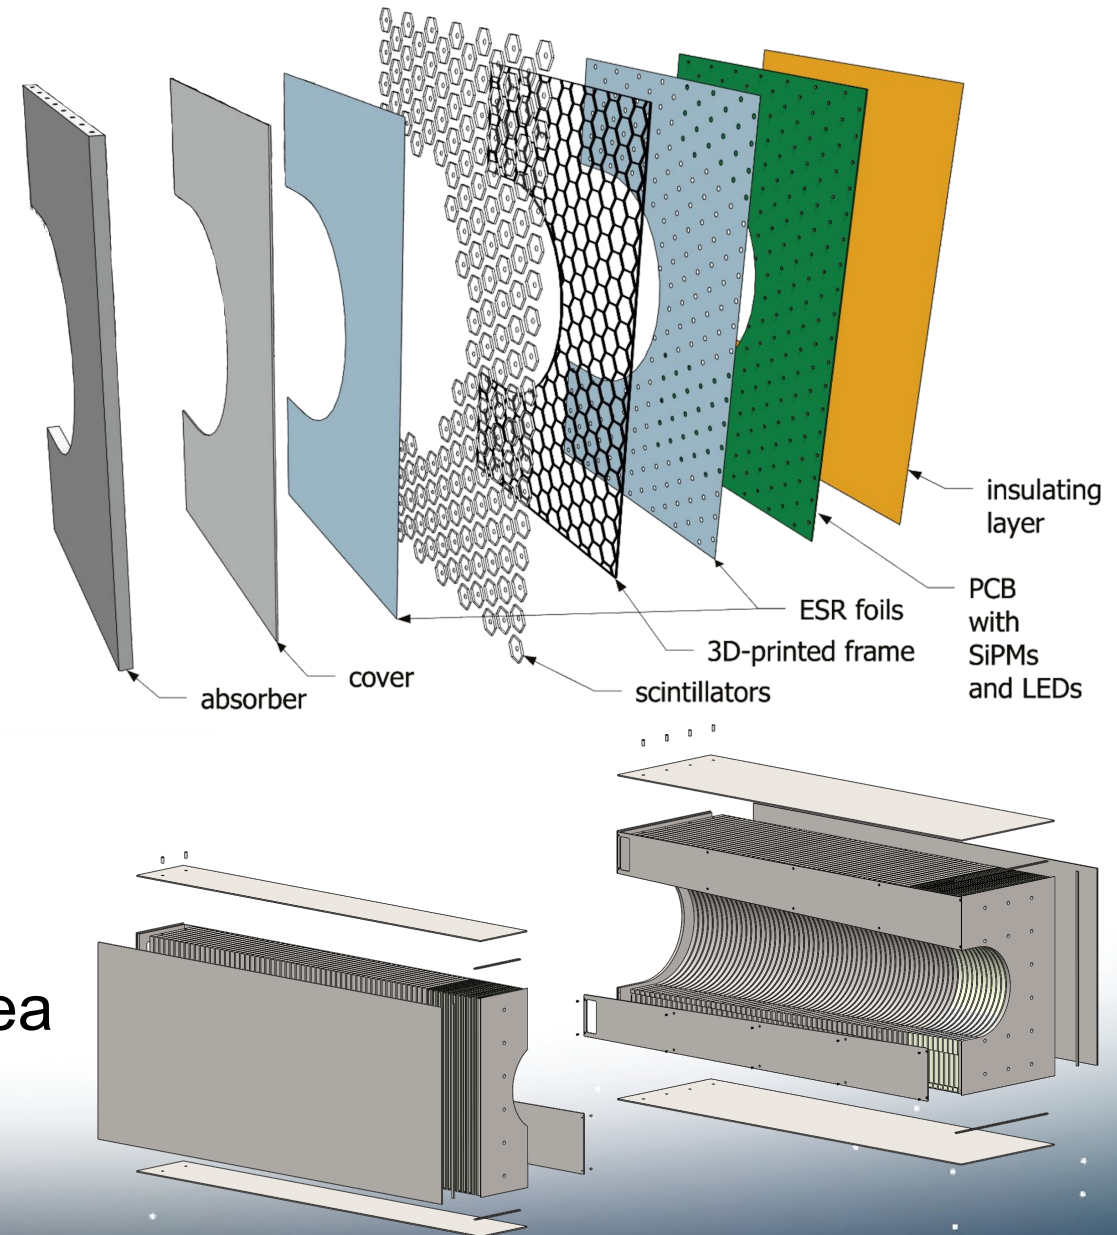 insulating
layer
PCB
with
SiPMs
and LEDs
ESR foils
3D-printed frame
scintillators
cover
absorber
ea